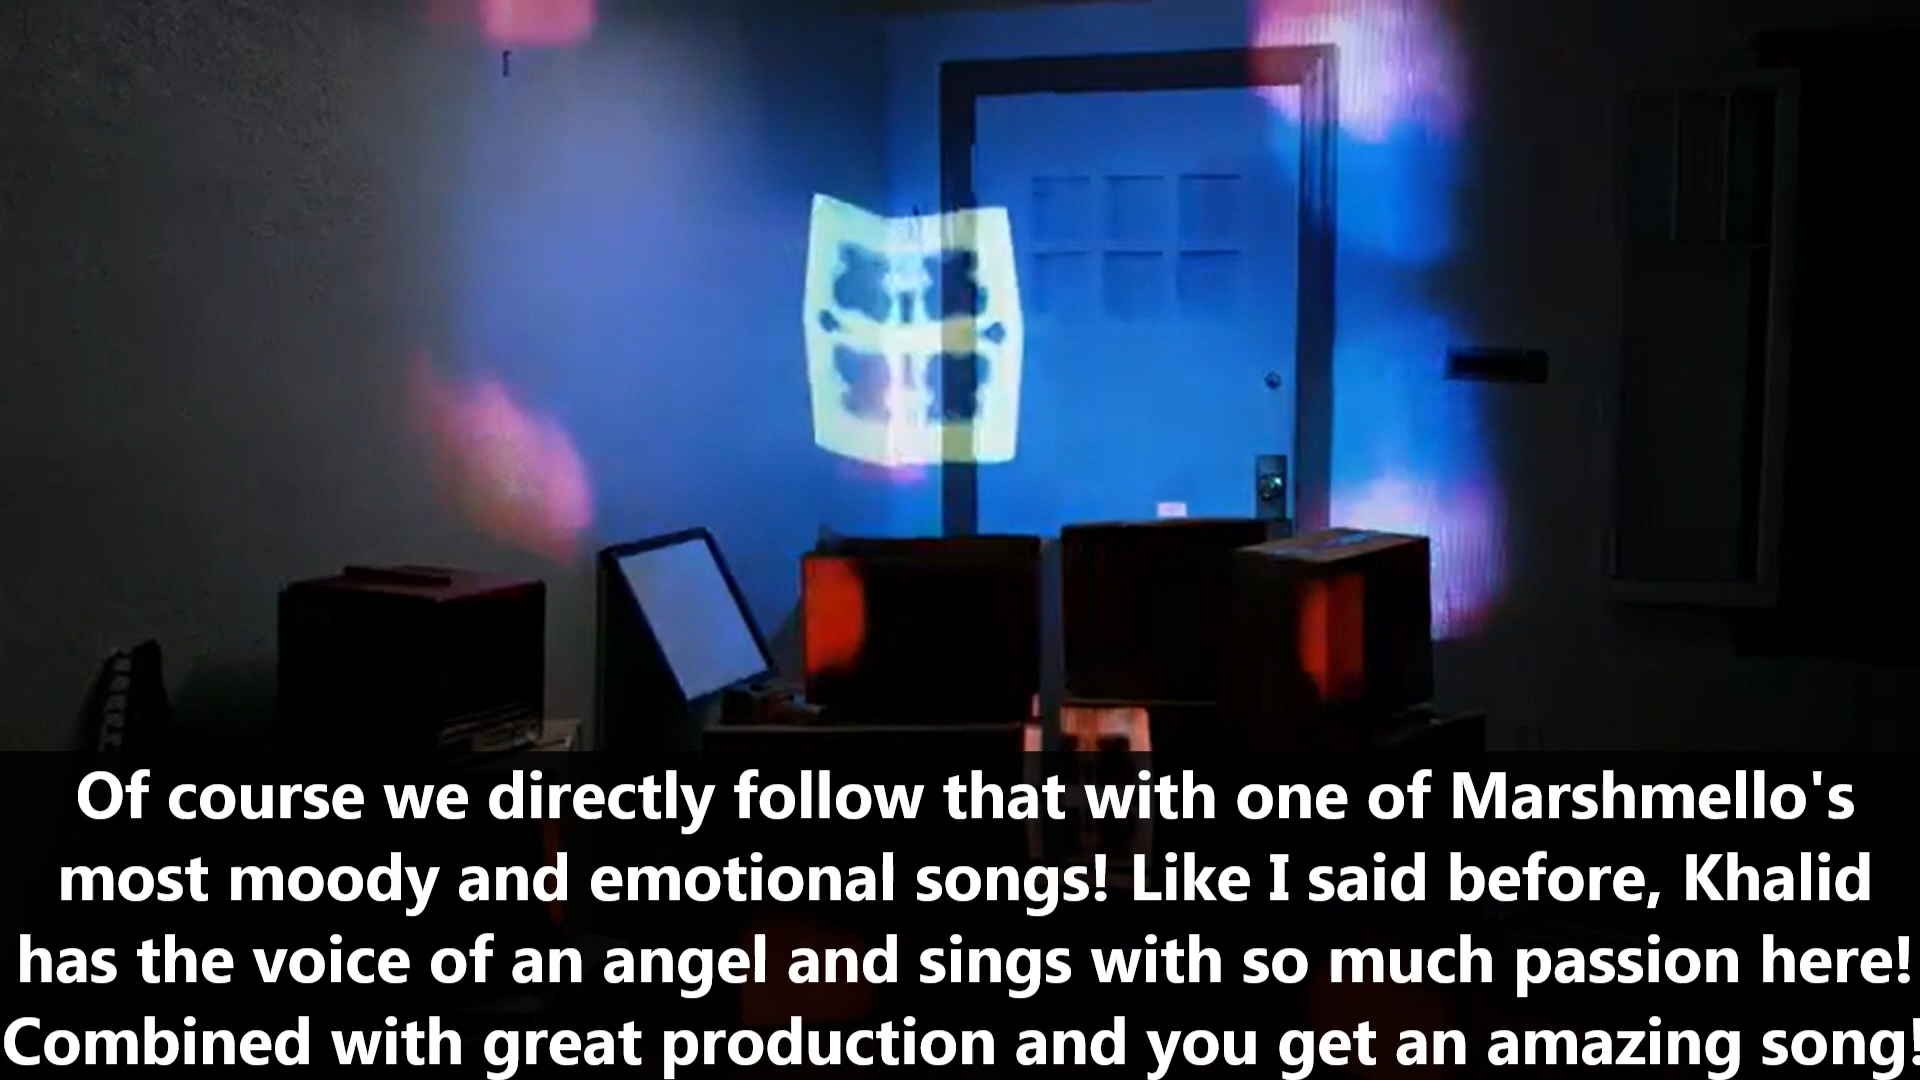 Of course we directly follow that with one of Marshmello's
most moody and emotional songs! Like I said before, Khalid
has the voice of an angel and sings with so much passion here!
Combined with great production and you get an amazing song!